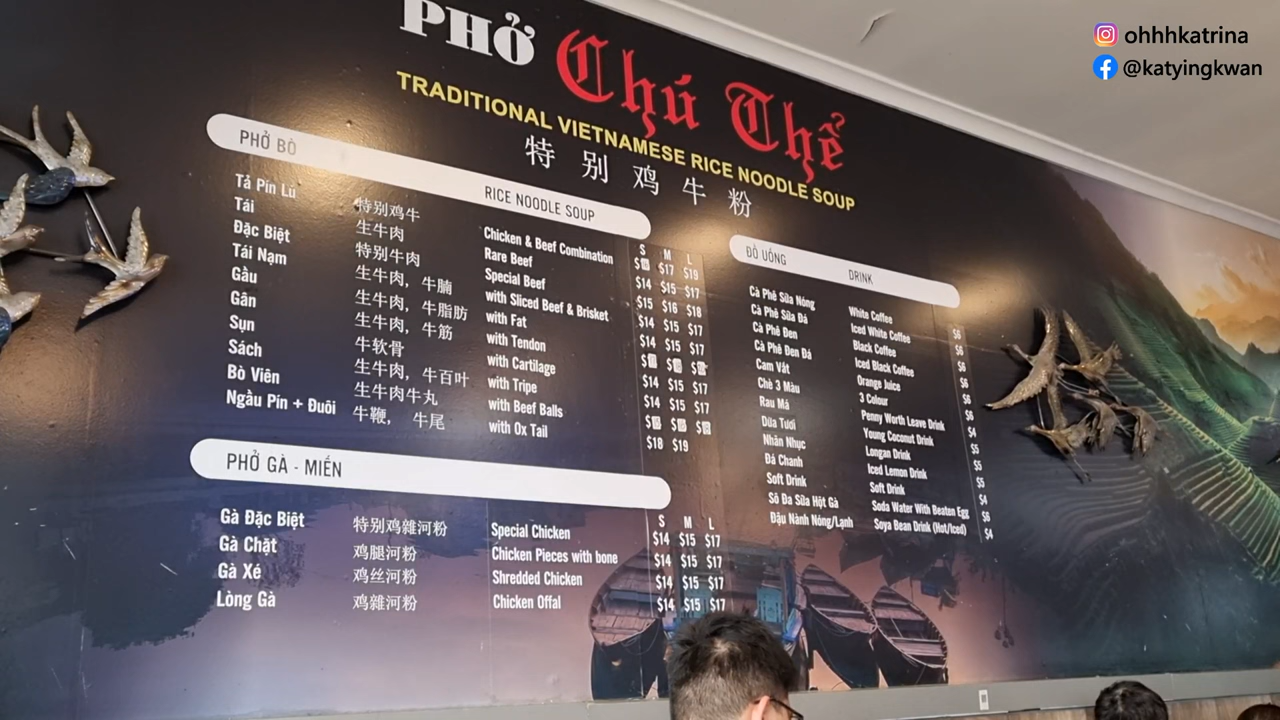 ohhhkatrina
@katyingkwan
PHỞ Chú Thể
TRADITIONAL VIETNAMESE RICE NOODLE SOUP
特别鸡牛粉
PHỞ BÒ RICE NOODLE SOUP
S M L
Tả Pín Lú 特别鸡牛 Chicken & Beef Combination $17 $19
Tái 生牛肉 Rare Beef $14 $15 $17
Đặc Biệt 特别牛肉 Special Beef $15 $16 $18
Tái Nạm 生牛肉，牛腩 with Sliced Beef & Brisket $14 $15 $17
Gầu 生牛肉，牛脂肪 with Fat $14 $15 $17
Gân 生牛肉，牛筋 with Tendon
Sụn 牛软骨 with Cartilage $14 $15 $17
Sách 生牛肉，牛百叶 with Tripe $14 $15 $17
Bò Viên 生牛肉牛丸 with Beef Balls
Ngầu Pín + Đuôi 牛鞭， 牛尾 with Ox Tail $18 $19
PHỞ GÀ - MIẾN
S M L
Gà Đặc Biệt 特别鸡雜河粉 Special Chicken $14 $15 $17
Gà Chặt 鸡腿河粉 Chicken Pieces with bone $14 $15 $17
Gà Xé 鸡丝河粉 Shredded Chicken $14 $15 $17
Lòng Gà 鸡雜河粉 Chicken Offal $14 $15 $17
ĐỒ UỐNG DRINK
Cà Phê Sữa Nóng White Coffee $6
Cà Phê Sữa Đá Iced White Coffee $6
Cà Phê Đen Black Coffee $6
Cà Phê Đen Đá Iced Black Coffee $6
Cam Vắt Orange Juice $6
Chè 3 Màu 3 Colour $6
Rau Má Penny Worth Leave Drink $4
Dừa Tươi Young Coconut Drink $5
Nhãn Nhục Longan Drink $5
Đá Chanh Iced Lemon Drink $5
Soft Drink Soft Drink $4
Sô Đa Sữa Hột Gà Soda Water With Beaten Egg $6
Đậu Nành Nóng/Lạnh Soya Bean Drink (Hot/Iced) $4